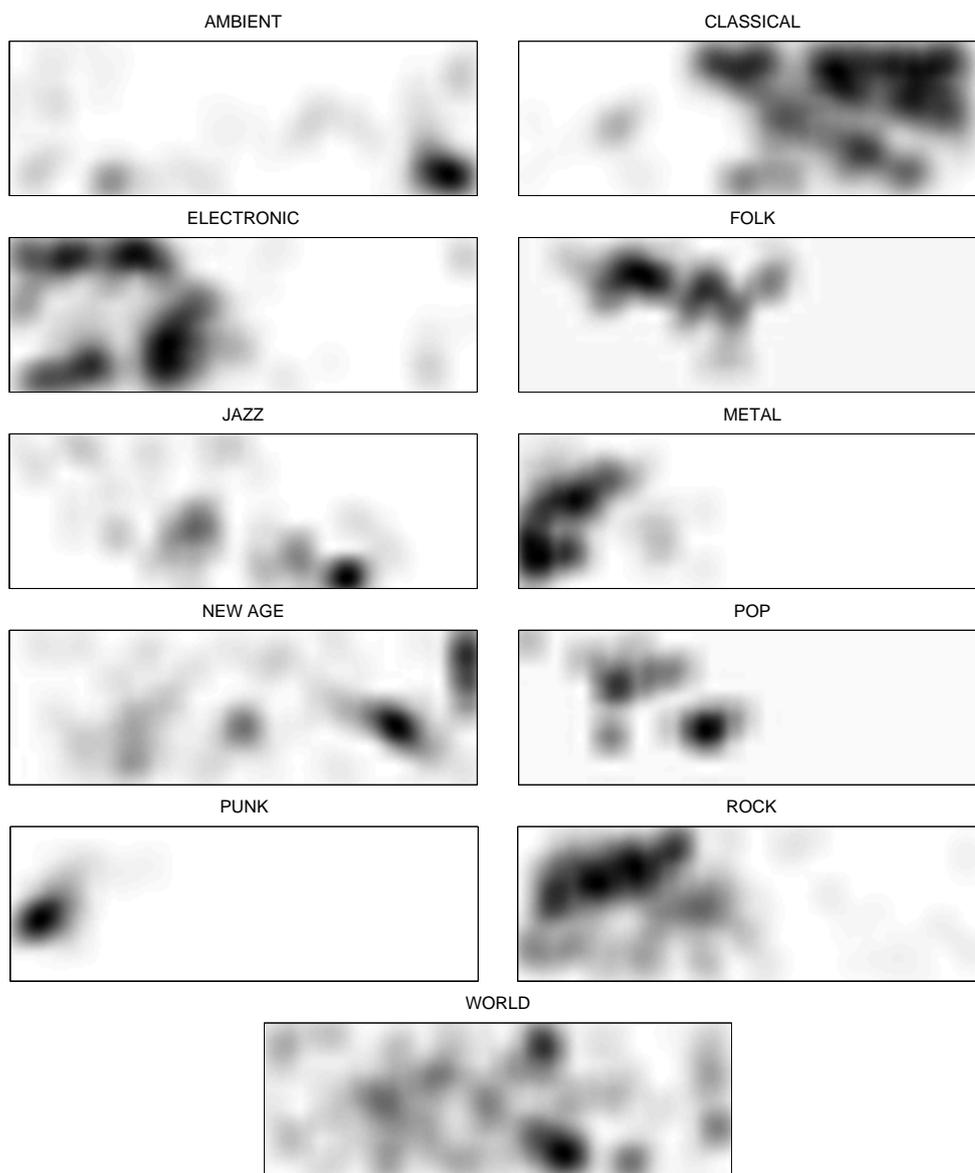 AMBIENT
CLASSICAL
ELECTRONIC
FOLK
JAZZ
METAL
NEW AGE
POP
PUNK
ROCK
WORLD